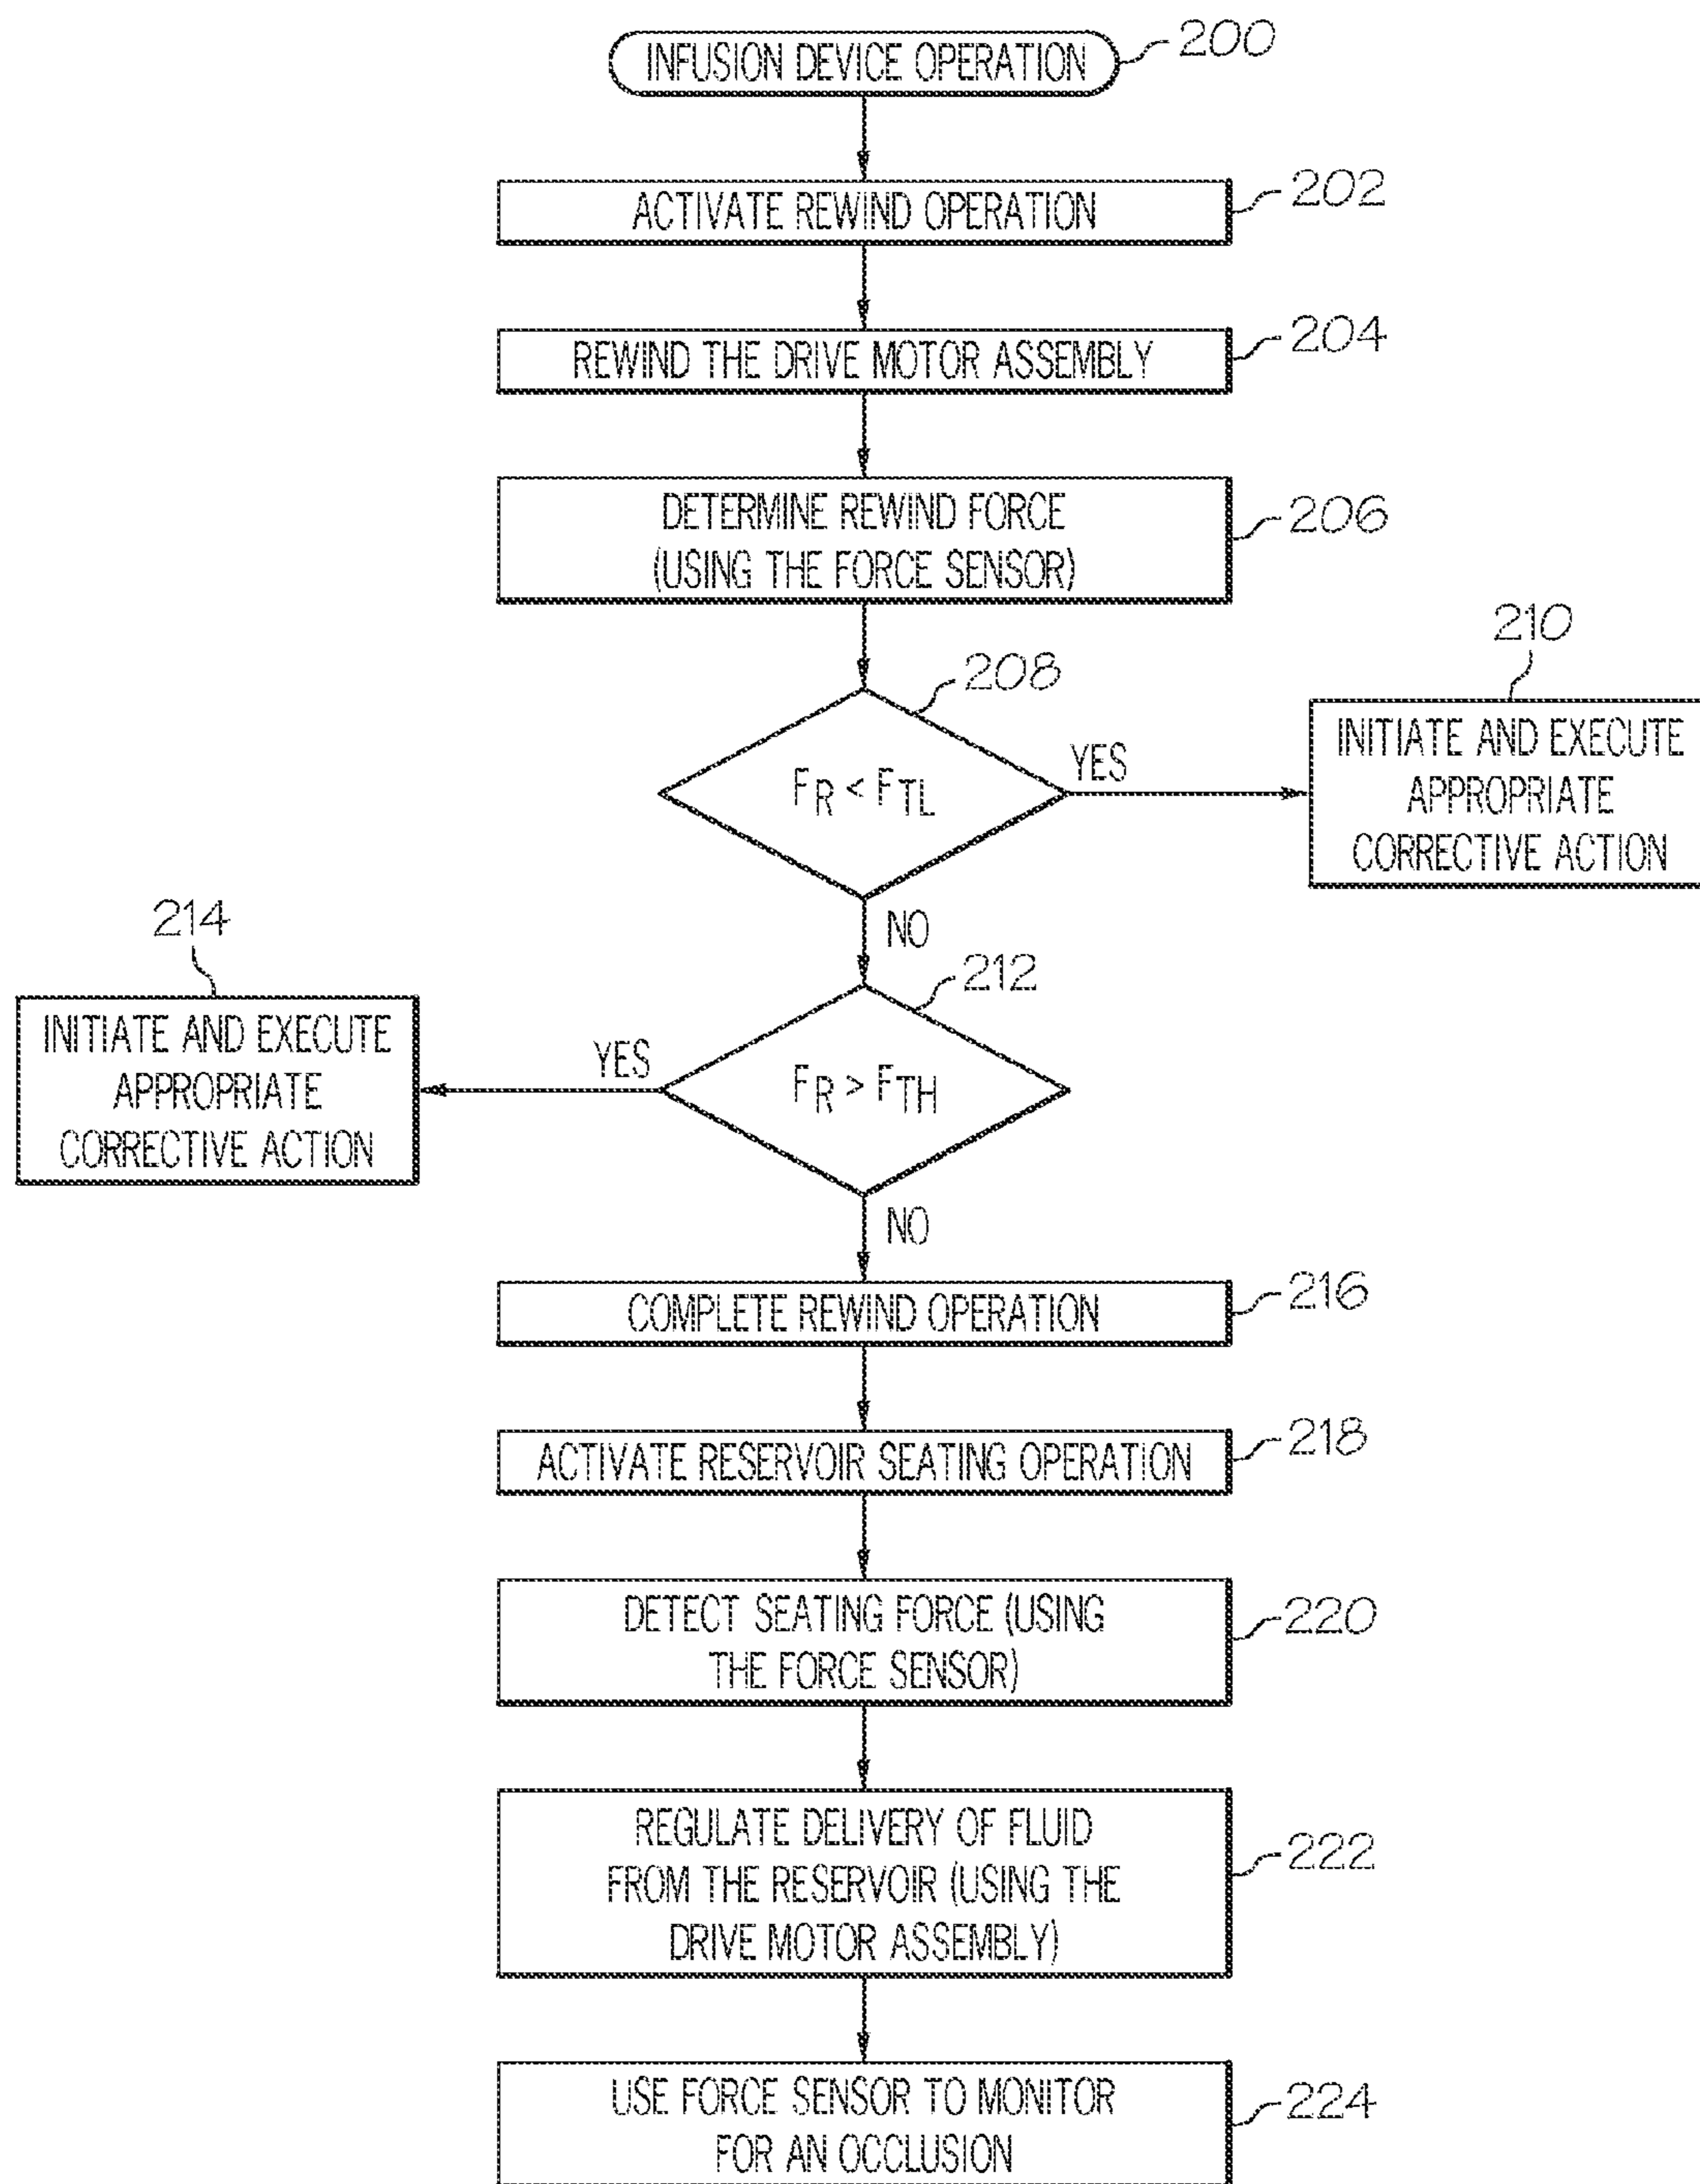 INFUSION DEVICE OPERATION
200
ACTIVATE REWIND OPERATION
202
REWIND THE DRIVE MOTOR ASSEMBLY
204
DETERMINE REWIND FORCE
(USING THE FORCE SENSOR)
206
208
FR < FTL
YES
210
INITIATE AND EXECUTE
APPROPRIATE
CORRECTIVE ACTION
NO
212
FR > FTH
YES
214
INITIATE AND EXECUTE
APPROPRIATE
CORRECTIVE ACTION
NO
COMPLETE REWIND OPERATION
216
ACTIVATE RESERVOIR SEATING OPERATION
218
DETECT SEATING FORCE (USING
THE FORCE SENSOR)
220
REGULATE DELIVERY OF FLUID
FROM THE RESERVOIR (USING THE
DRIVE MOTOR ASSEMBLY)
222
USE FORCE SENSOR TO MONITOR
FOR AN OCCLUSION
224